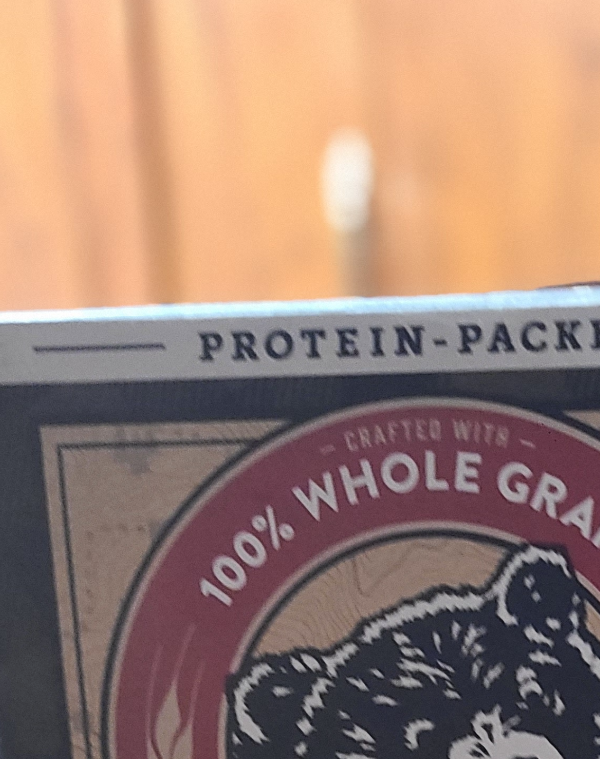 PROTEIN-PACK
CRAFTED WITH
100% WHOLE GRA